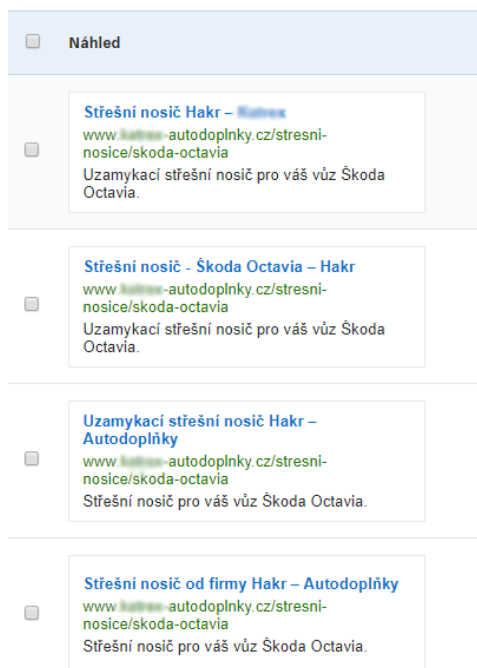 Náhled
Střešní nosič Hakr –
www. -autodoplnky.cz/stresni-
nosice/skoda-octavia
Uzamykací střešní nosič pro váš vůz Škoda
Octavia.
Střešní nosič - Škoda Octavia – Hakr
www. -autodoplnky.cz/stresni-
nosice/skoda-octavia
Uzamykací střešní nosič pro váš vůz Škoda
Octavia.
Uzamykací střešní nosič Hakr –
Autodoplňky
www. -autodoplnky.cz/stresni-
nosice/skoda-octavia
Střešní nosič pro váš vůz Škoda Octavia.
Střešní nosič od firmy Hakr – Autodoplňky
www. -autodoplnky.cz/stresni-
nosice/skoda-octavia
Střešní nosič pro váš vůz Škoda Octavia.